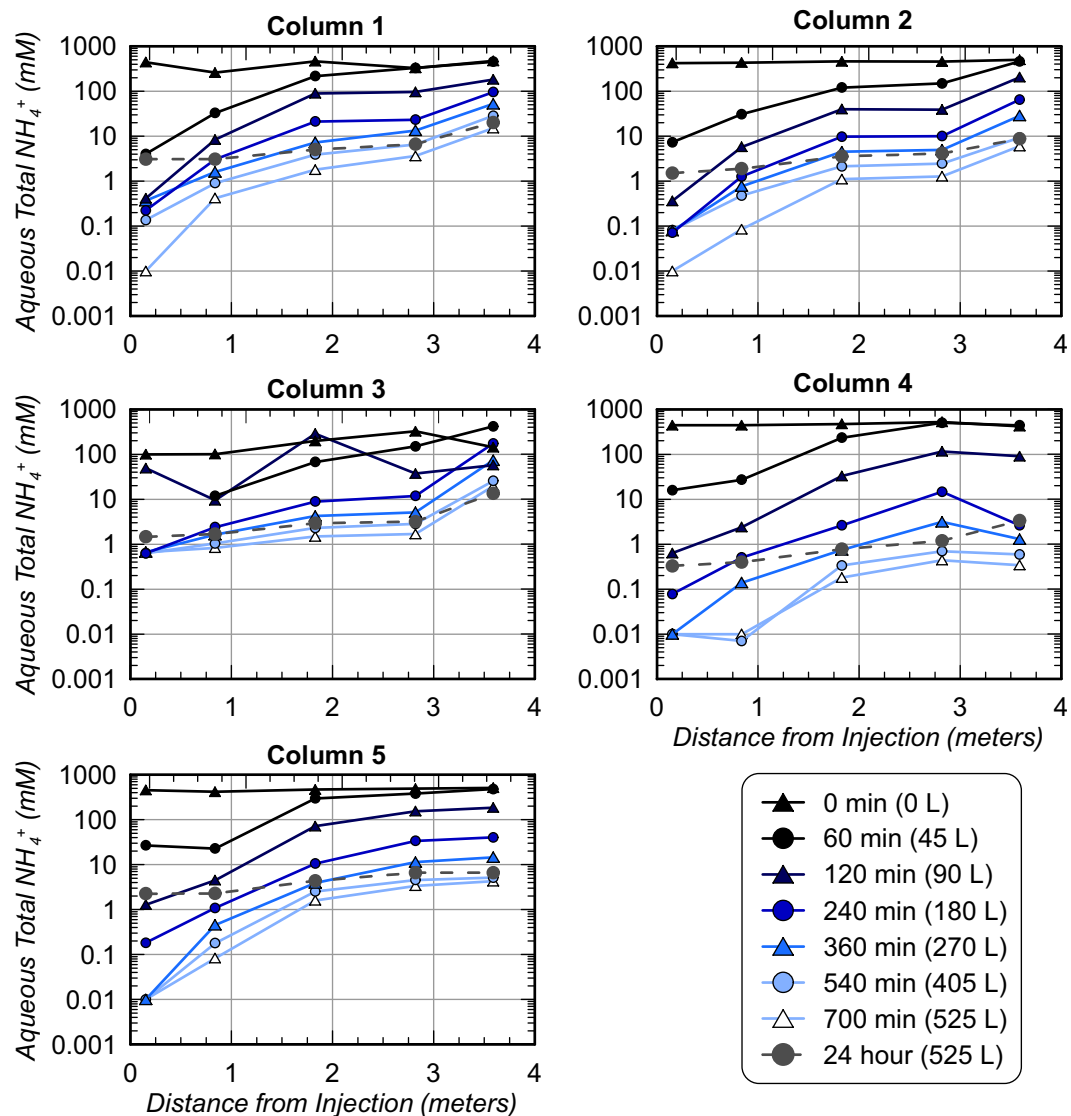 Column 1
Aqueous Total NH₄⁺ (mM)
1000
100
10
1
0.1
0.01
0.001
0 1 2 3 4
Column 2
1000
100
10
1
0.1
0.01
0.001
0 1 2 3 4
Column 3
Aqueous Total NH₄⁺ (mM)
1000
100
10
1
0.1
0.01
0.001
0 1 2 3 4
Column 4
1000
100
10
1
0.1
0.01
0.001
0 1 2 3 4
Distance from Injection (meters)
Column 5
Aqueous Total NH₄⁺ (mM)
1000
100
10
1
0.1
0.01
0.001
0 1 2 3 4
Distance from Injection (meters)
0 min (0 L)
60 min (45 L)
120 min (90 L)
240 min (180 L)
360 min (270 L)
540 min (405 L)
700 min (525 L)
24 hour (525 L)